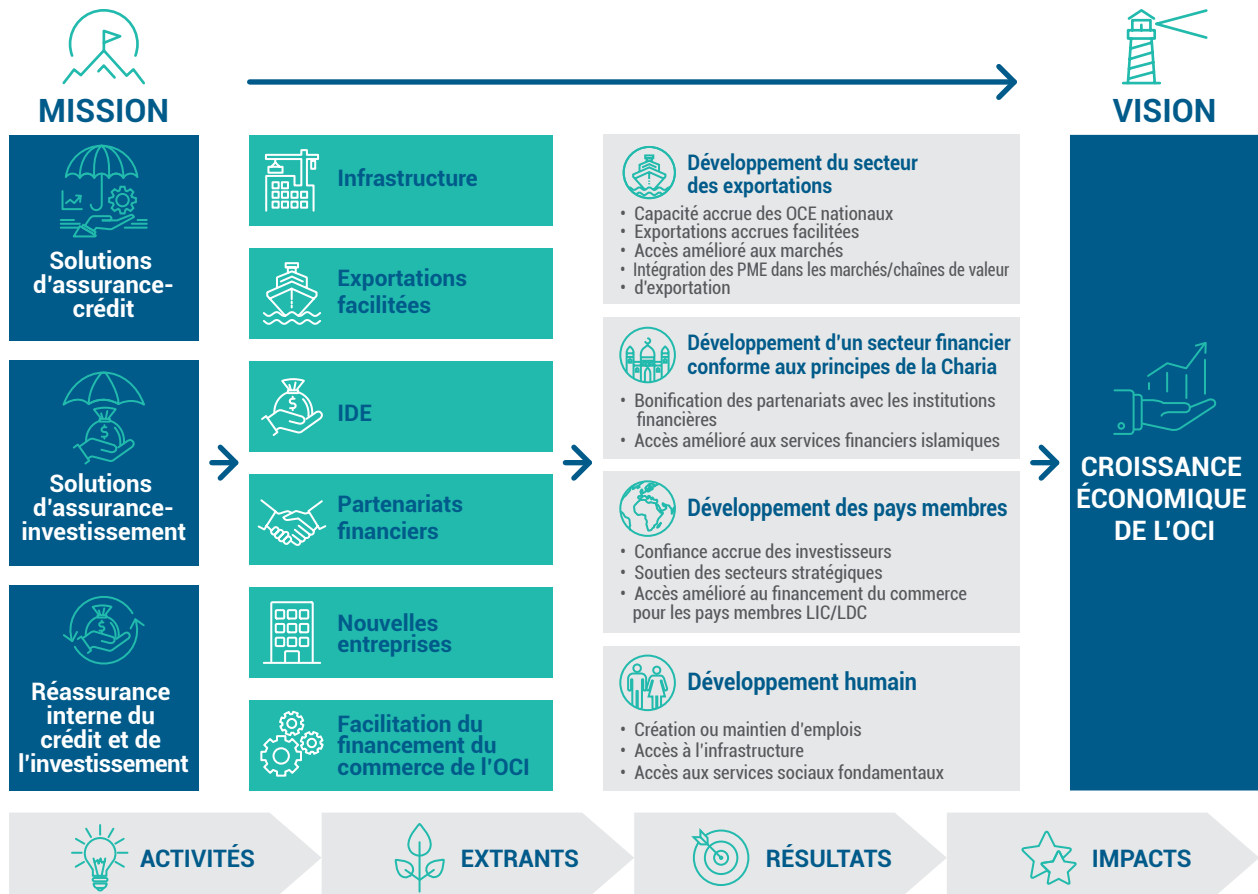 MISSION
VISION
Solutions
d'assurance-
crédit
Solutions
d'assurance-
investissement
Réassurance
interne du
crédit et de
l'investissement
Infrastructure
Exportations
facilitées
IDE
Partenariats
financiers
Nouvelles
entreprises
Facilitation du
financement du
commerce de l'OCI
Développement du secteur
des exportations
• Capacité accrue des OCE nationaux
• Exportations accrues facilitées
• Accès amélioré aux marchés
• Intégration des PME dans les marchés/chaînes de valeur
• d'exportation
Développement d'un secteur financier
conforme aux principes de la Charia
• Bonification des partenariats avec les institutions
financières
• Accès amélioré aux services financiers islamiques
Développement des pays membres
• Confiance accrue des investisseurs
• Soutien des secteurs stratégiques
• Accès amélioré au financement du commerce
pour les pays membres LIC/LDC
Développement humain
• Création ou maintien d'emplois
• Accès à l'infrastructure
• Accès aux services sociaux fondamentaux
CROISSANCE
ÉCONOMIQUE
DE L'OCI
ACTIVITÉS
EXTRANTS
RÉSULTATS
IMPACTS